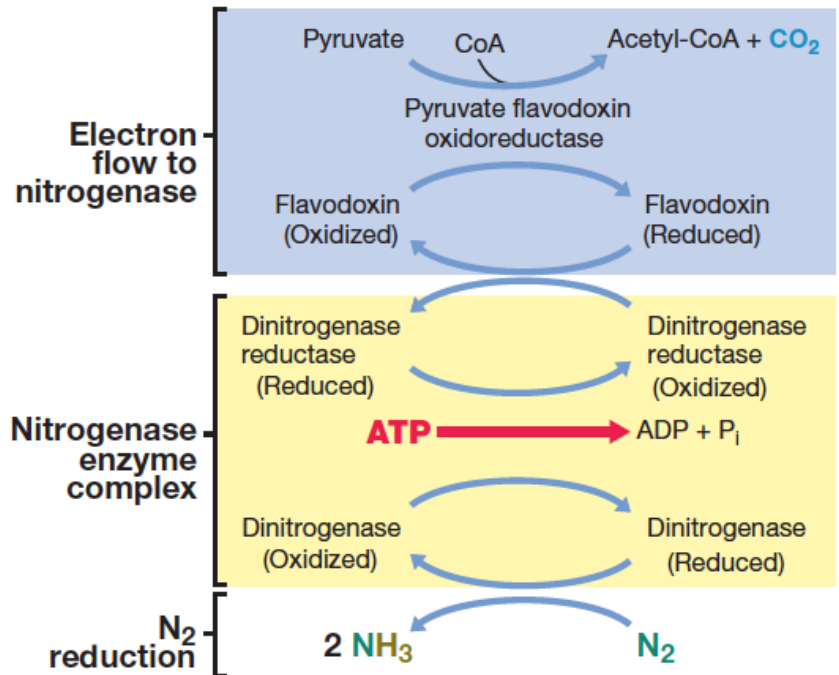 Pyruvate
CoA
Acetyl-CoA + CO₂
Pyruvate flavodoxin
oxidoreductase
Electron
flow to
nitrogenase
Flavodoxin
(Oxidized)
Flavodoxin
(Reduced)
Dinitrogenase
reductase
(Reduced)
Dinitrogenase
reductase
(Oxidized)
Nitrogenase
enzyme
complex
ATP
ADP + Pᵢ
Dinitrogenase
(Oxidized)
Dinitrogenase
(Reduced)
N₂
reduction
2 NH₃
N₂